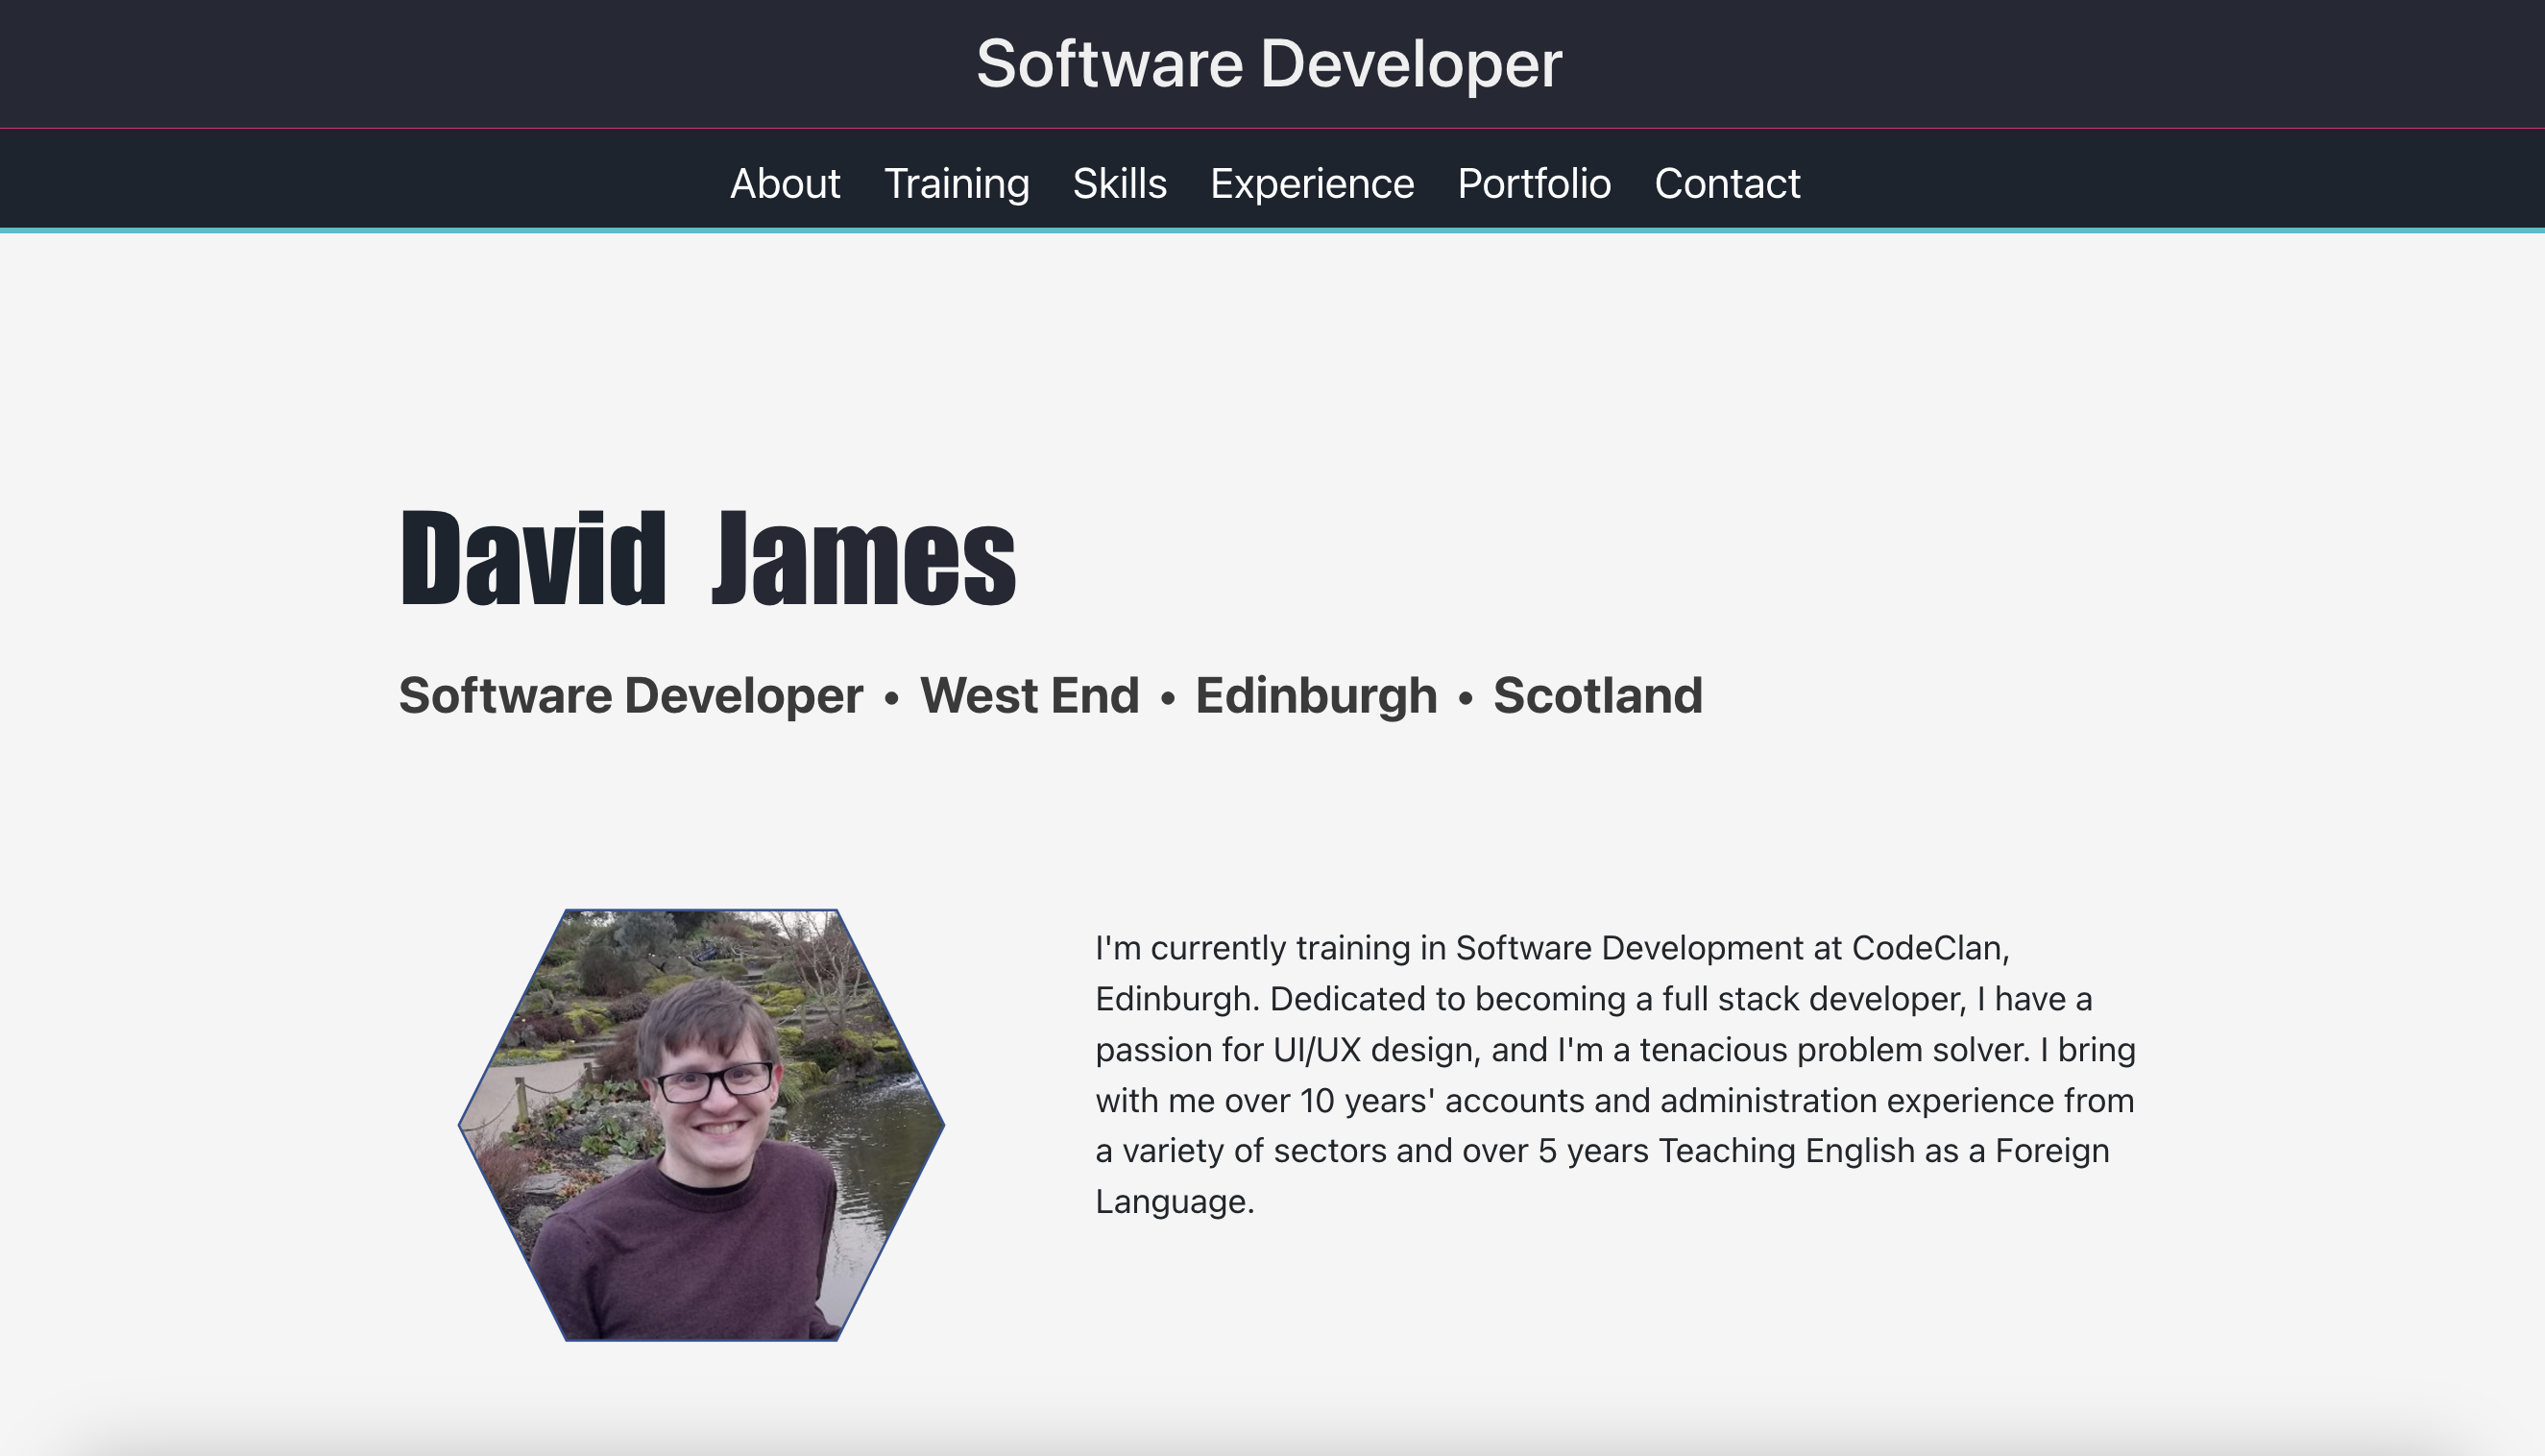 Software Developer
About Training Skills Experience Portfolio Contact
David James
Software Developer • West End • Edinburgh • Scotland
I'm currently training in Software Development at CodeClan,
Edinburgh. Dedicated to becoming a full stack developer, I have a
passion for UI/UX design, and I'm a tenacious problem solver. I bring
with me over 10 years' accounts and administration experience from
a variety of sectors and over 5 years Teaching English as a Foreign
Language.